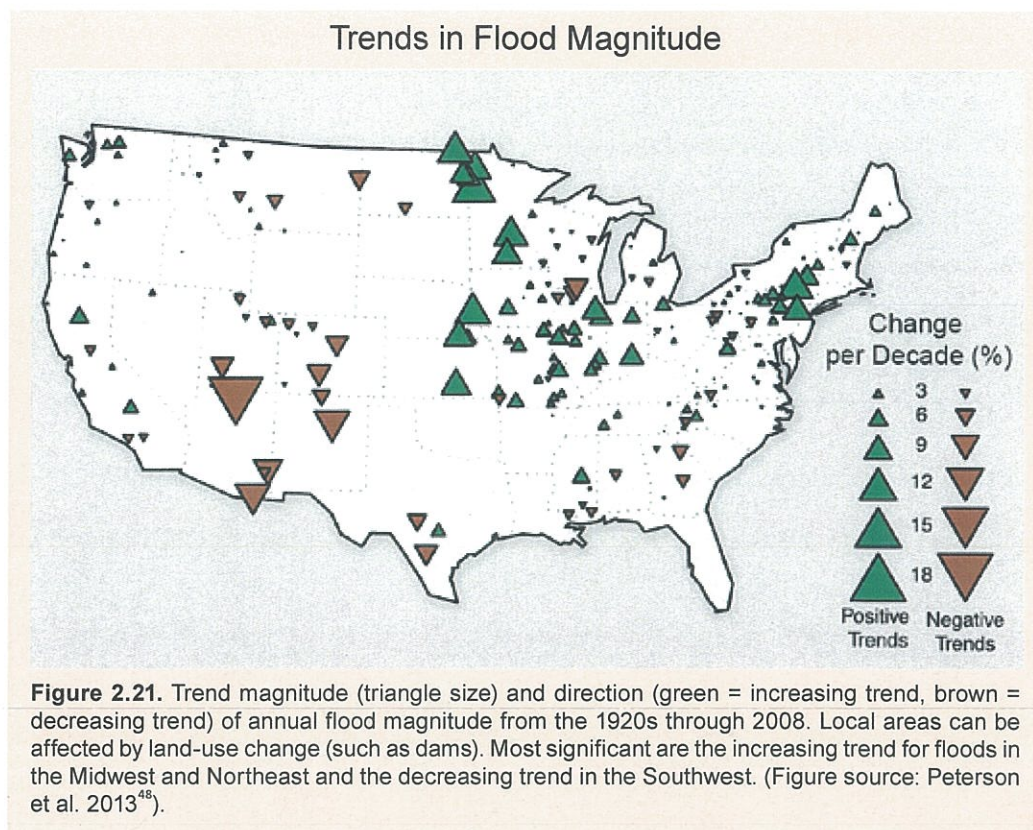 Trends in Flood Magnitude
Change
per Decade (%)
3
6
9
12
15
18
Positive
Trends
Negative
Trends
Figure 2.21. Trend magnitude (triangle size) and direction (green = increasing trend, brown =
decreasing trend) of annual flood magnitude from the 1920s through 2008. Local areas can be
affected by land-use change (such as dams). Most significant are the increasing trend for floods in
the Midwest and Northeast and the decreasing trend in the Southwest. (Figure source: Peterson
et al. 2013⁴⁸).